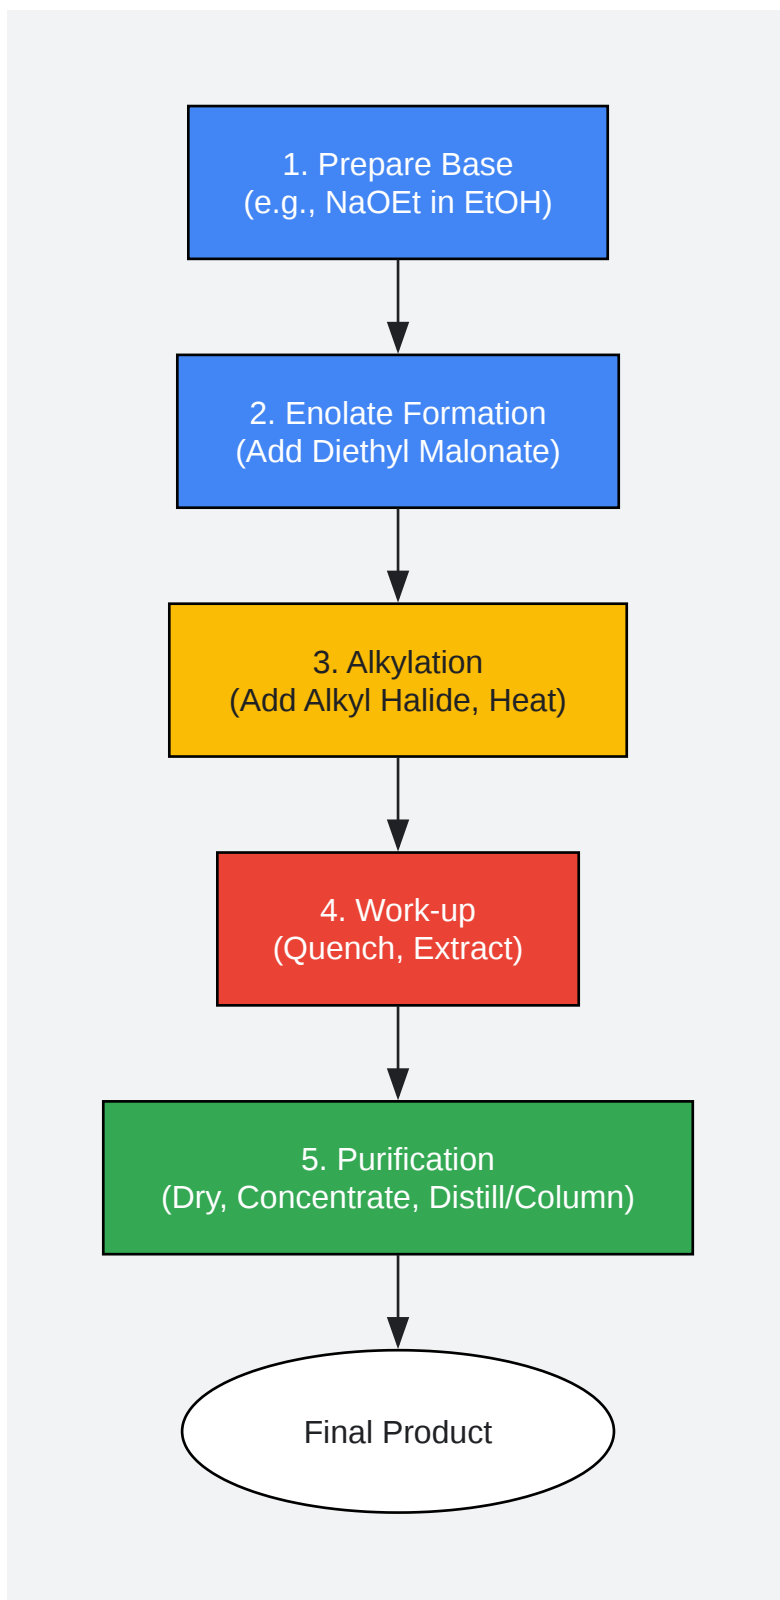 1. Prepare Base
(e.g., NaOEt in EtOH)
2. Enolate Formation
(Add Diethyl Malonate)
3. Alkylation
(Add Alkyl Halide, Heat)
4. Work-up
(Quench, Extract)
5. Purification
(Dry, Concentrate, Distill/Column)
Final Product